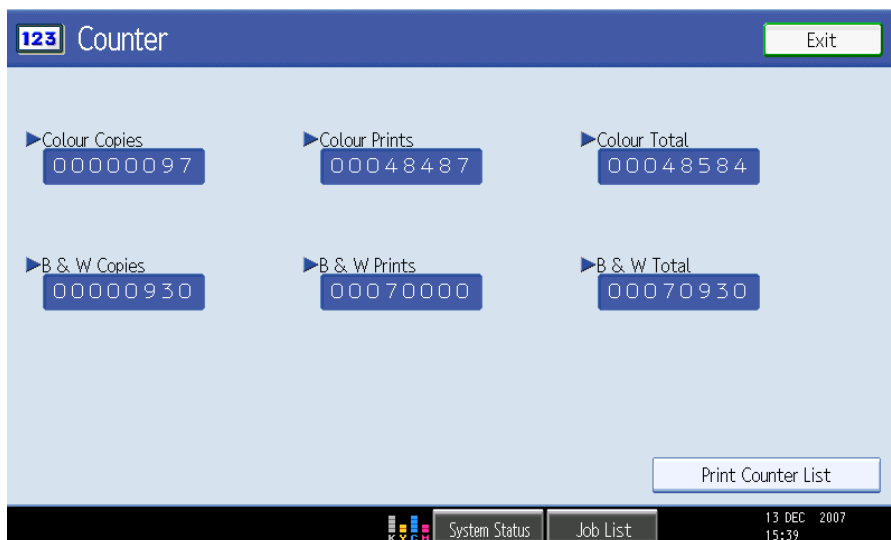 123 Counter Exit
▶Colour Copies ▶Colour Prints ▶Colour Total
00000097 00048487 00048584
▶B & W Copies ▶B & W Prints ▶B & W Total
00000930 00070000 00070930
Print Counter List
K Y C M System Status Job List 13 DEC 2007
15:39